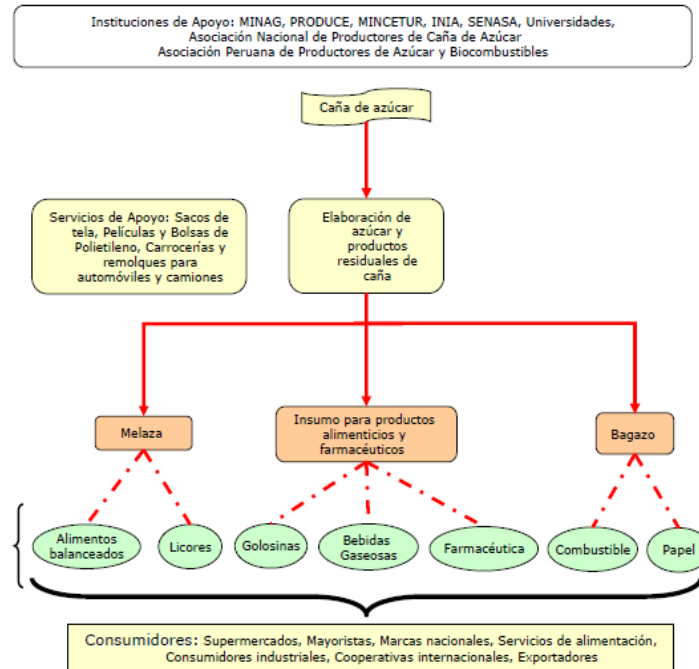 Instituciones de Apoyo: MINAG, PRODUCE, MINCETUR, INIA, SENASA, Universidades,
Asociación Nacional de Productores de Caña de Azúcar
Asociación Peruana de Productores de Azúcar y Biocombustibles
Caña de azúcar
Servicios de Apoyo: Sacos de
tela, Películas y Bolsas de
Polietileno, Carrocerías y
remolques para
automóviles y camiones
Elaboración de
azúcar y
productos
residuales de
caña
Melaza
Insumo para productos
alimenticios y
farmacéuticos
Bagazo
Alimentos
balanceados
Licores
Golosinas
Bebidas
Gaseosas
Farmacéutica
Combustible
Papel
Consumidores: Supermercados, Mayoristas, Marcas nacionales, Servicios de alimentación,
Consumidores industriales, Cooperativas internacionales, Exportadores